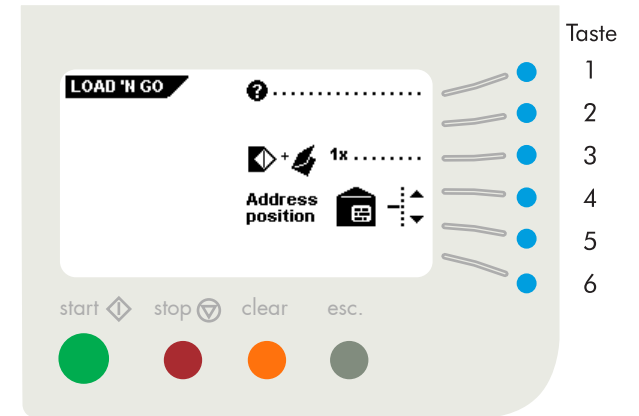 Taste
LOAD 'N GO
? .................
1
2
+ 1x ........
3
Address
position
4
5
6
start stop clear esc.